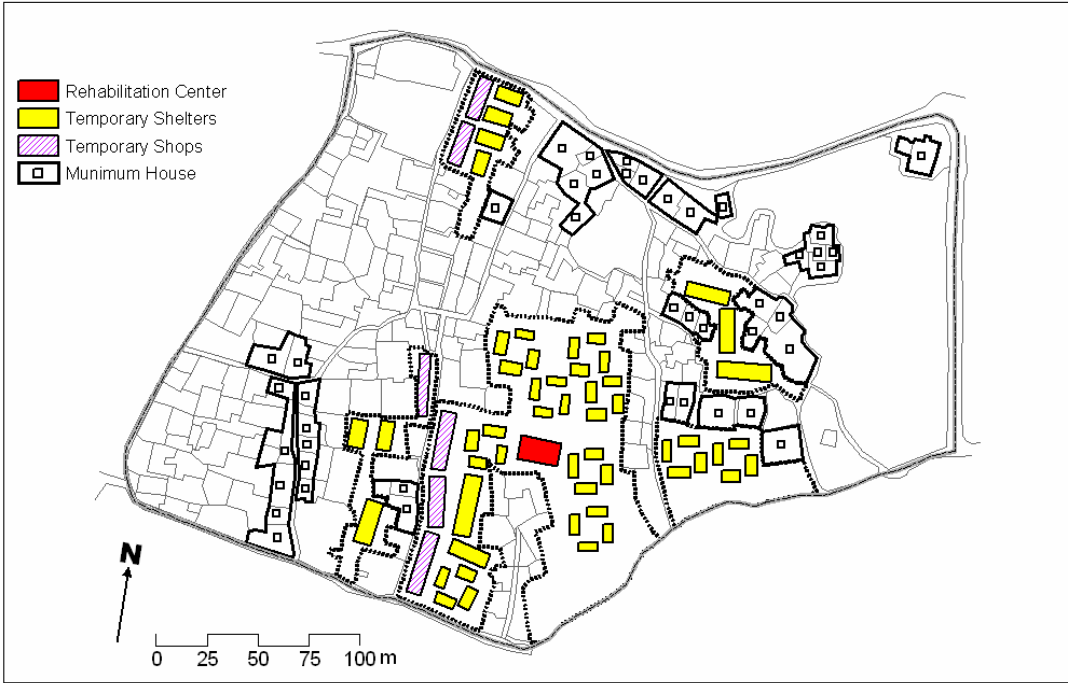 Rehabilitation Center
Temporary Shelters
Temporary Shops
Munimum House
N
0 25 50 75 100 m